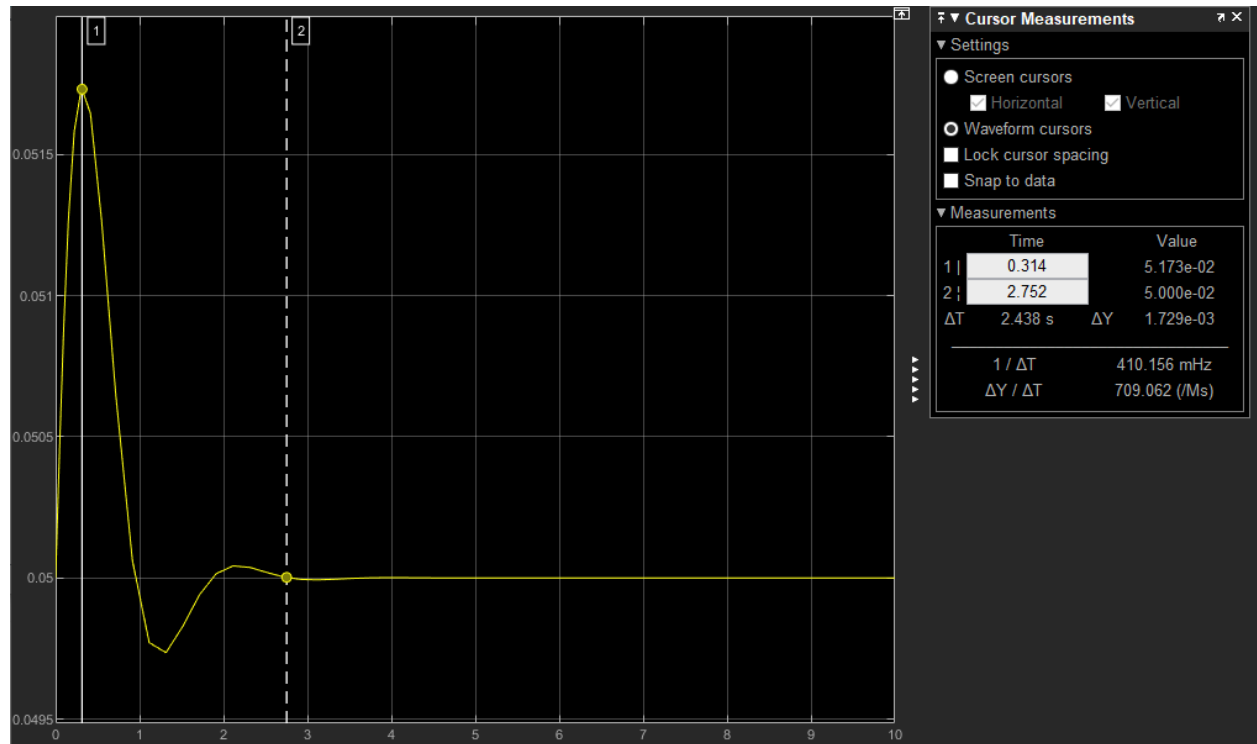 1
2
0.0515
0.051
0.0505
0.05
0.0495
0 1 2 3 4 5 6 7 8 9 10
Cursor Measurements
Settings
Screen cursors
Horizontal Vertical
Waveform cursors
Lock cursor spacing
Snap to data
Measurements
Time Value
1 | 0.314 5.173e-02
2 ¦ 2.752 5.000e-02
ΔT 2.438 s ΔY 1.729e-03
1 / ΔT 410.156 mHz
ΔY / ΔT 709.062 (/Ms)